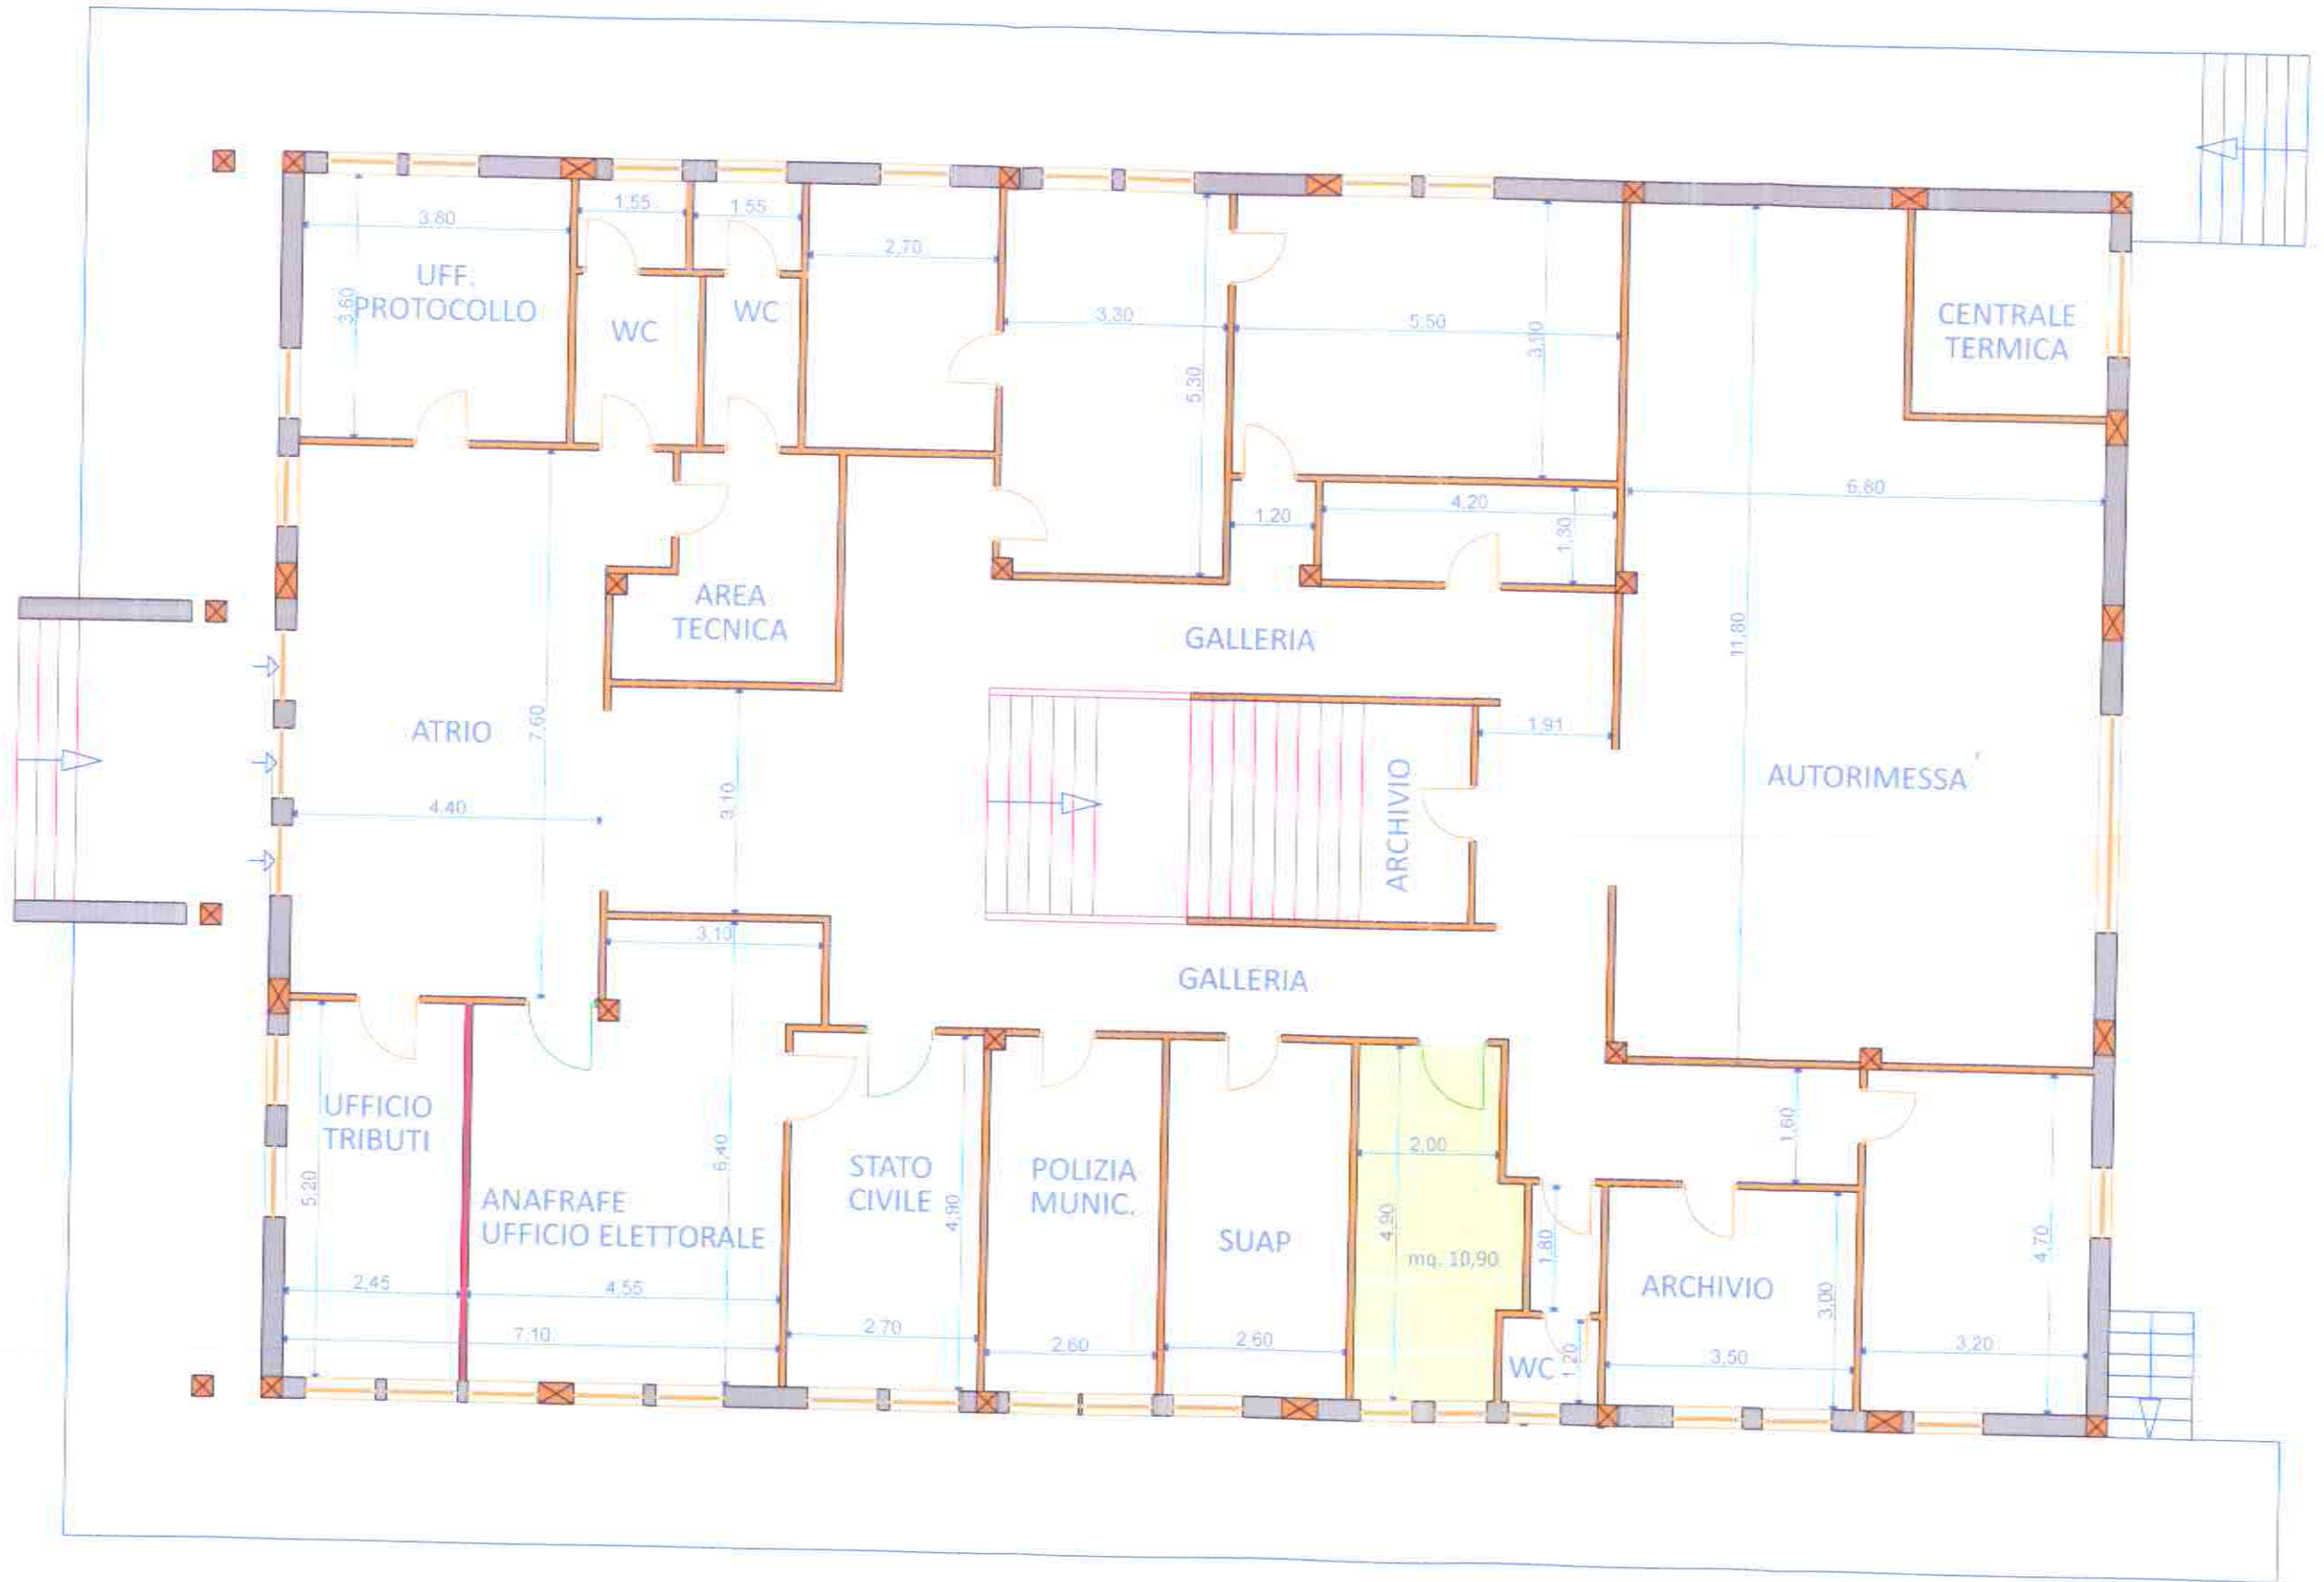 3,80
3,60
UFF.
PROTOCOLLO
1,55
1,55
WC
WC
2,70
3,30
5,30
5,50
3,90
CENTRALE
TERMICA
6,80
1,20
4,20
1,30
AREA
TECNICA
GALLERIA
11,80
ATRIO
7,60
4,40
3,10
ARCHIVIO
1,91
AUTORIMESSA
3,10
GALLERIA
UFFICIO
TRIBUTI
5,20
2,45
ANAFRAFE
UFFICIO ELETTORALE
6,40
4,55
7,10
STATO
CIVILE
4,90
2,70
POLIZIA
MUNIC.
2,60
SUAP
2,60
2,00
4,90
mq. 10,90
1,80
WC
1,20
1,60
ARCHIVIO
3,00
3,50
4,70
3,20